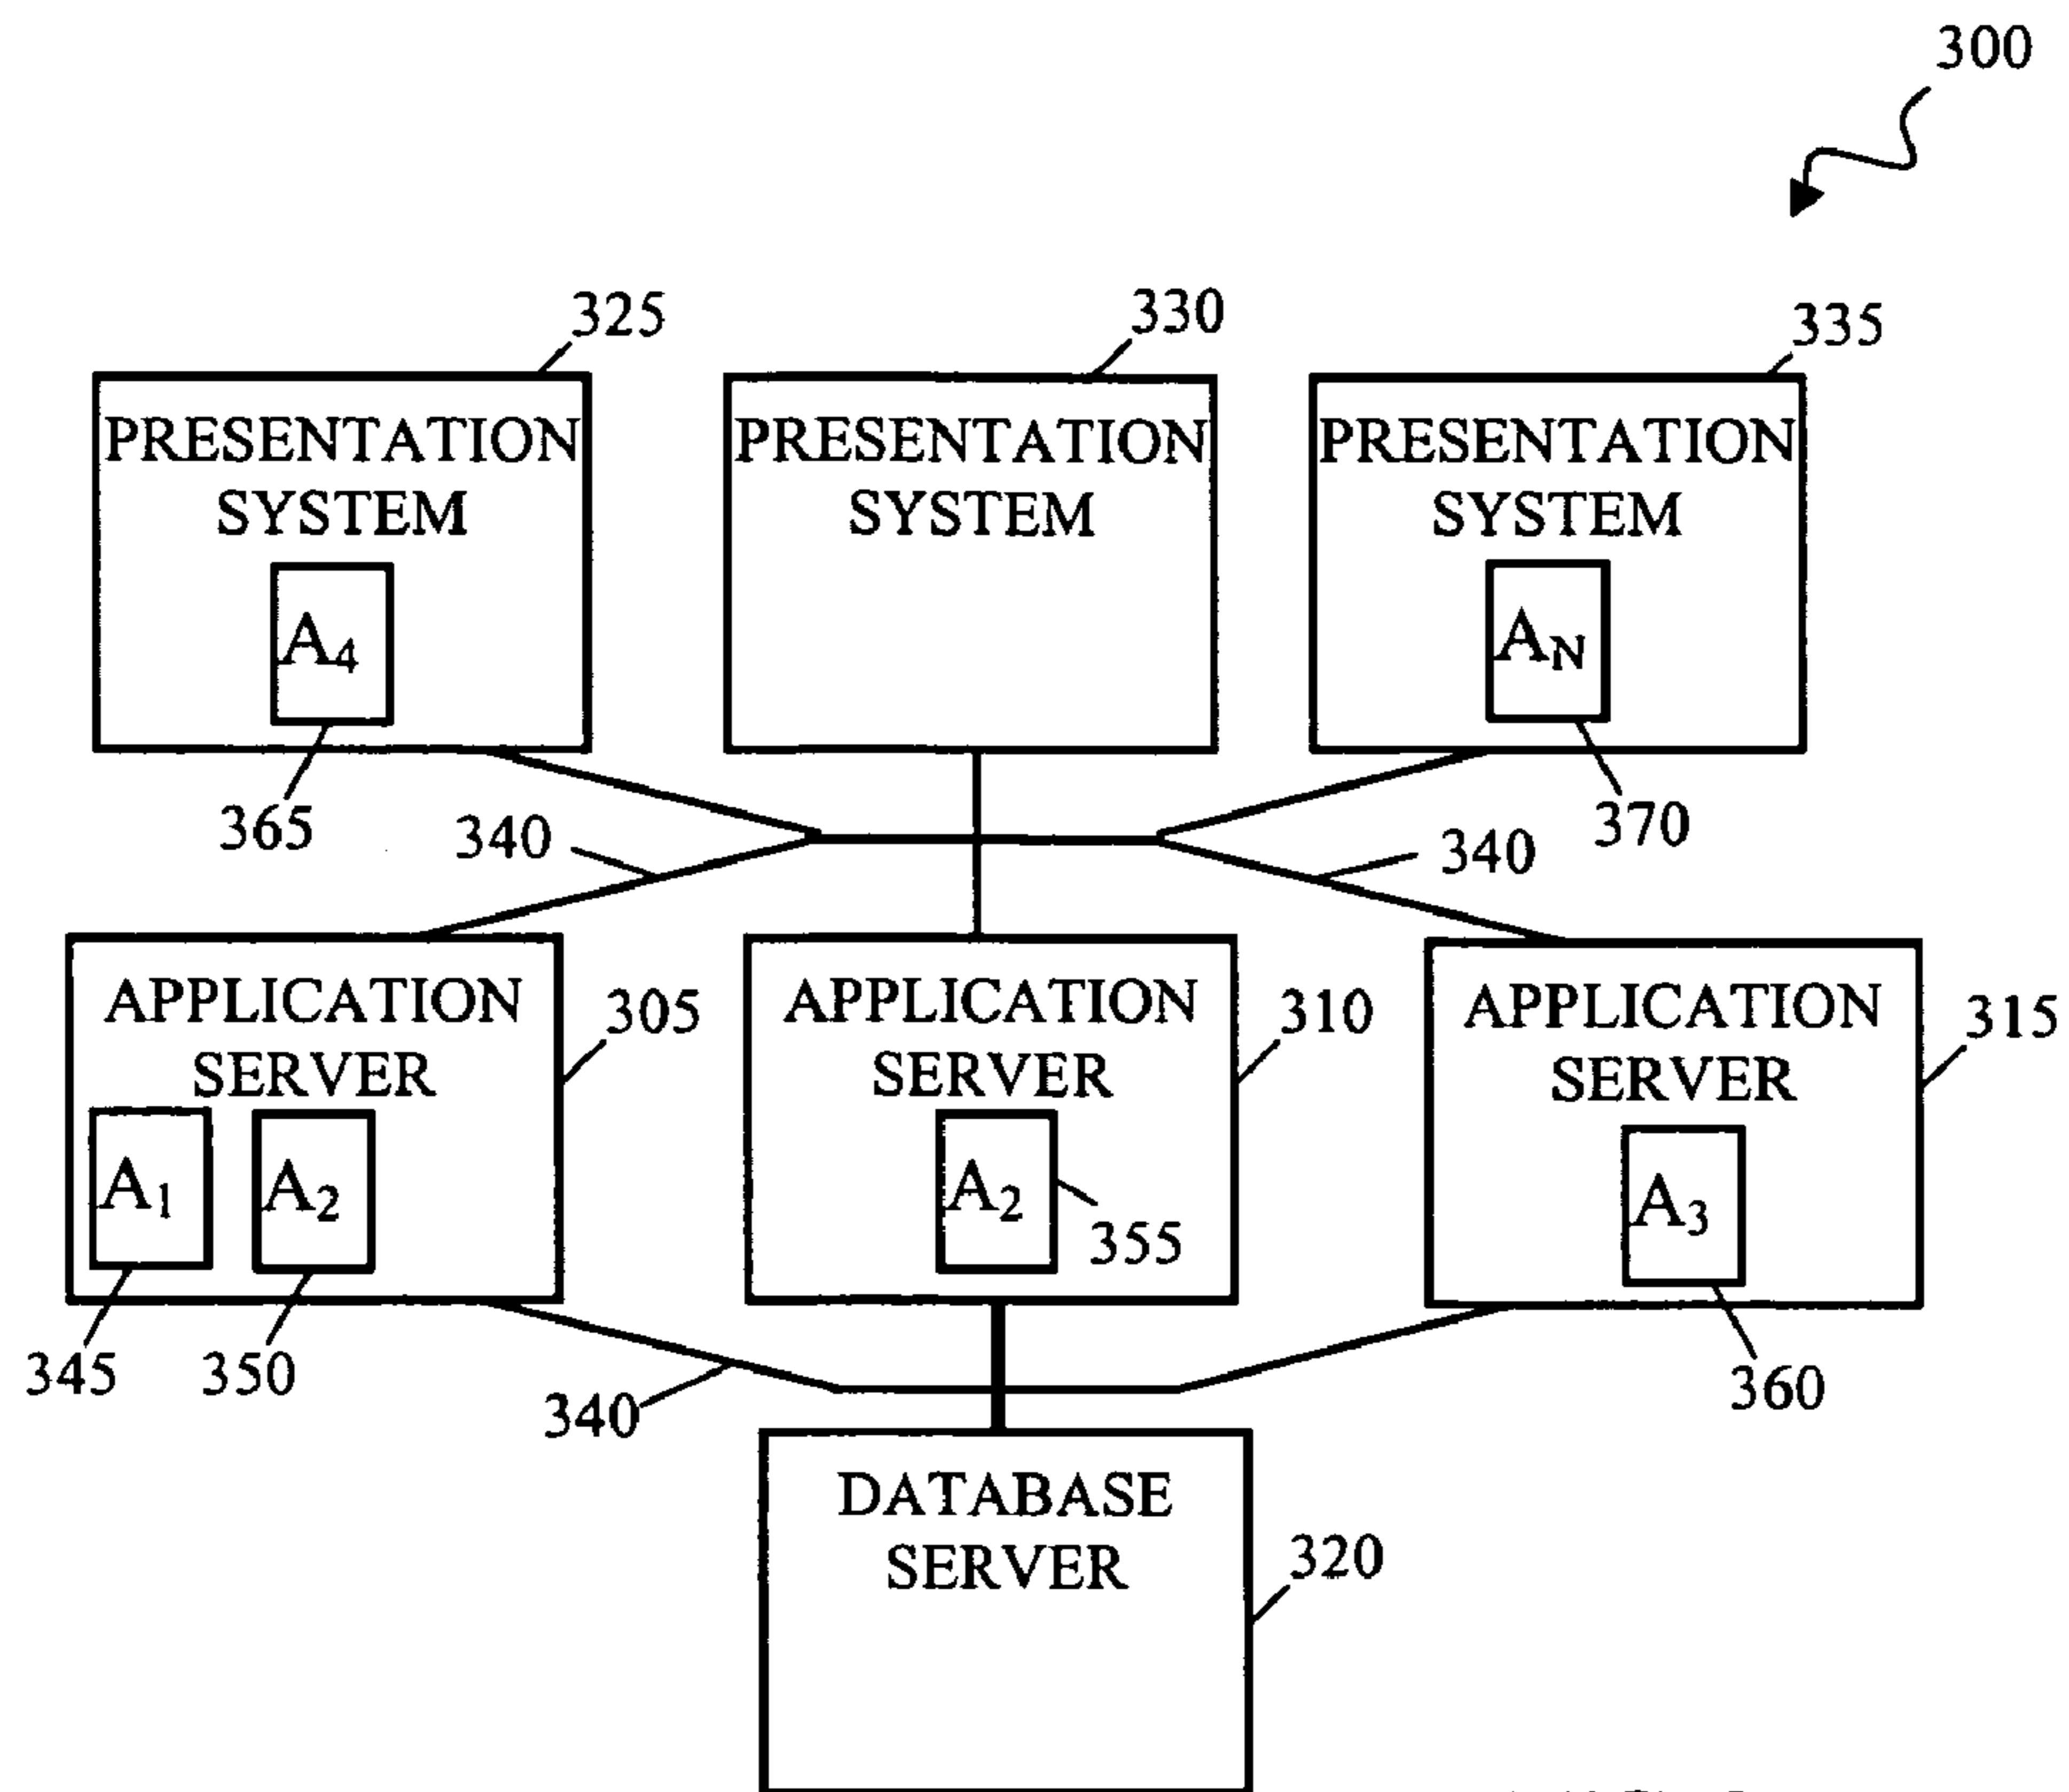 300
325
330
335
PRESENTATION
SYSTEM
A4
PRESENTATION
SYSTEM
PRESENTATION
SYSTEM
AN
365
340
340
370
APPLICATION
SERVER
A1
A2
305
APPLICATION
SERVER
A2
355
310
APPLICATION
SERVER
A3
315
345
350
340
360
DATABASE
SERVER
320